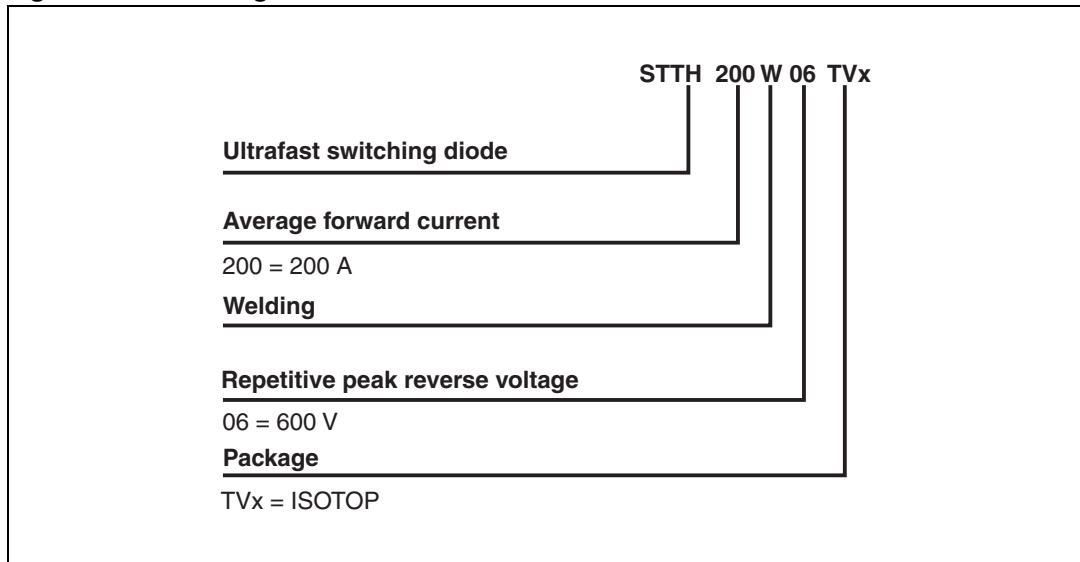 STTH 200 W 06 TVx
Ultrafast switching diode
Average forward current
200 = 200 A
Welding
Repetitive peak reverse voltage
06 = 600 V
Package
TVx = ISOTOP